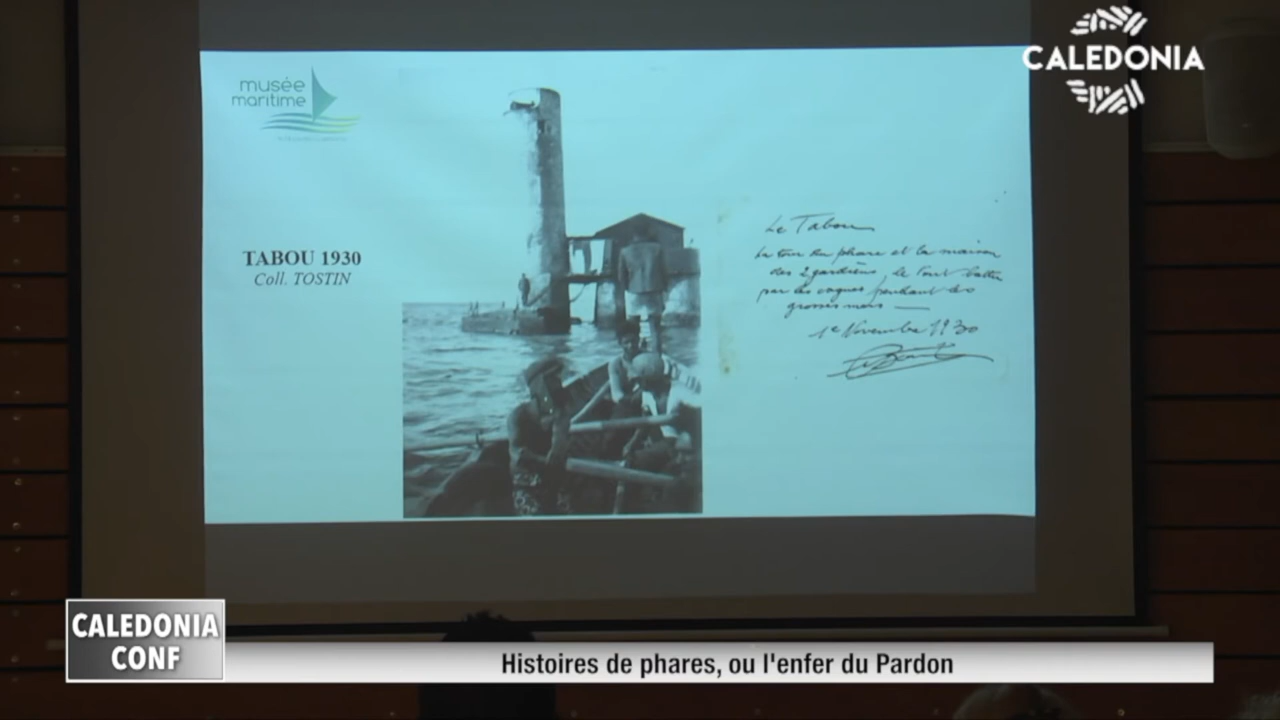 CALEDONIA
musée
maritime
TABOU 1930
Coll. TOSTIN
Le Tabou
La tour du phare et la maison
des 2 gardiens, le tout battu
par les vagues pendant les
grosses mers —
1e Novembre 1930
CALEDONIA
CONF
Histoires de phares, ou l'enfer du Pardon